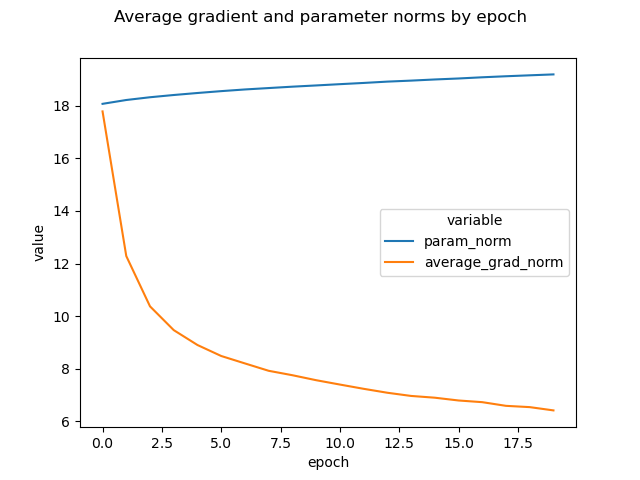 Average gradient and parameter norms by epoch
18
16
14
12
10
8
6
value
variable
param_norm
average_grad_norm
0.0 2.5 5.0 7.5 10.0 12.5 15.0 17.5
epoch